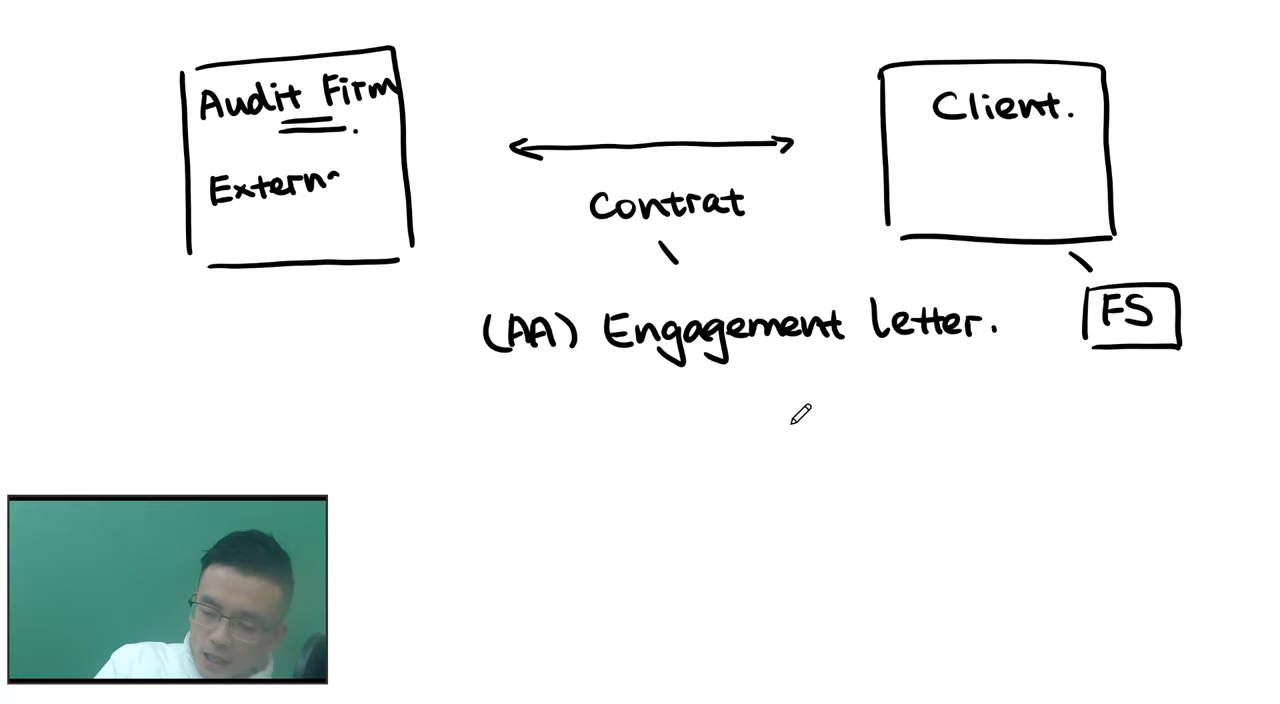 Audit Firm.
Extern
Client.
Contrat
(AA) Engagement letter.
FS